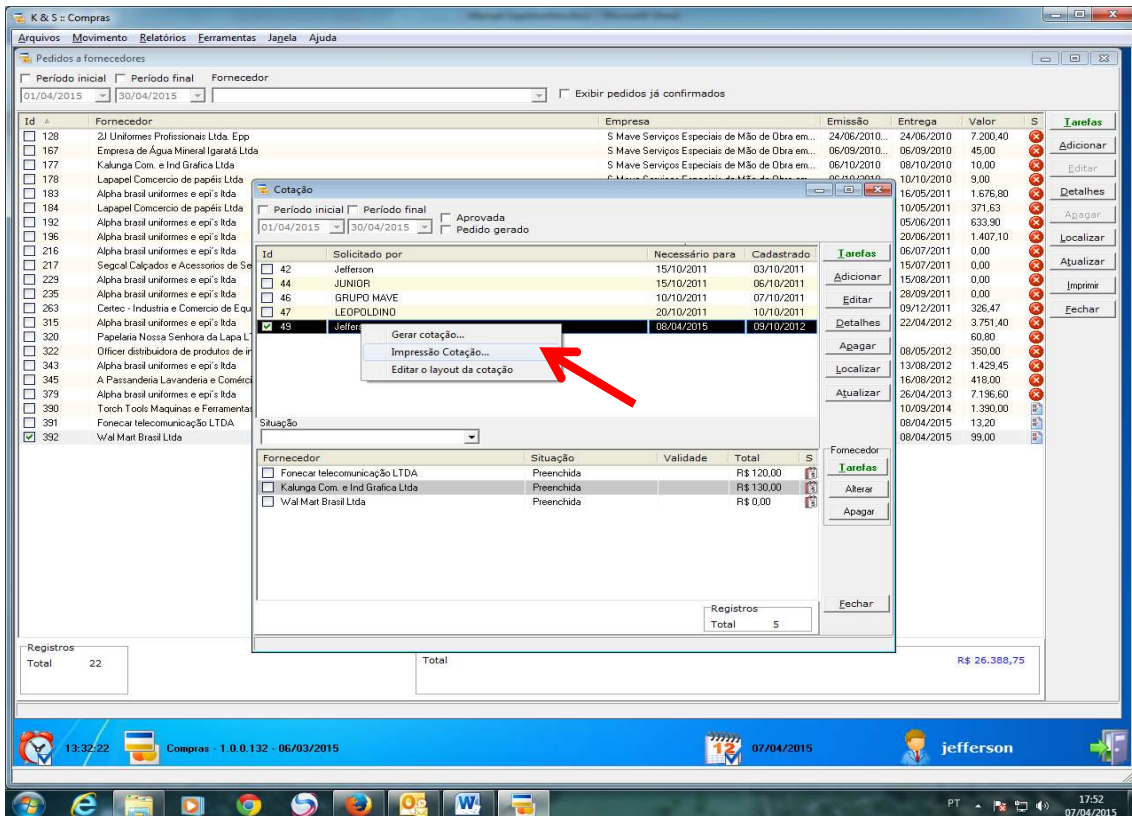 K & S :: Compras
Arquivos Movimento Relatórios Ferramentas Janela Ajuda
Pedidos a fornecedores
Período inicial Período final Fornecedor
01/04/2015 30/04/2015 Exibir pedidos já confirmados
Id Fornecedor Empresa Emissão Entrega Valor S
128 2J Uniformes Profissionais Ltda. Epp S Mave Serviços Especiais de Mão de Obra em... 24/06/2010... 24/06/2010 7.200,40
167 Empresa de Água Mineral Igaratá Ltda S Mave Serviços Especiais de Mão de Obra em... 06/09/2010... 06/09/2010 45,00
177 Kalunga Com. e Ind Grafica Ltda S Mave Serviços Especiais de Mão de Obra em... 06/10/2010 08/10/2010 10,00
178 Lapapel Comcercio de papéis Ltda 10/10/2010 9,00
183 Alpha brasil uniformes e epi's ltda 16/05/2011 1.676,80
184 Lapapel Comcercio de papéis Ltda 10/05/2011 371,63
192 Alpha brasil uniformes e epi's ltda 05/06/2011 633,90
196 Alpha brasil uniformes e epi's ltda 20/06/2011 1.407,10
216 Alpha brasil uniformes e epi's ltda 06/07/2011 0,00
217 Segcal Calçados e Acessorios de Se 15/07/2011 0,00
229 Alpha brasil uniformes e epi's ltda 15/08/2011 0,00
235 Alpha brasil uniformes e epi's ltda 28/09/2011 0,00
263 Certec - Industria e Comercio de Equ 09/12/2011 326,47
315 Alpha brasil uniformes e epi's ltda 22/04/2012 3.751,40
320 Papelaria Nossa Senhora da Lapa L 60,80
322 Officer distribuidora de produtos de in 08/05/2012 350,00
343 Alpha brasil uniformes e epi's ltda 13/08/2012 1.429,45
345 A Passanderia Lavanderia e Comérci 16/08/2012 418,00
379 Alpha brasil uniformes e epi's ltda 26/04/2013 7.196,60
390 Torch Tools Maquinas e Ferramentas 10/09/2014 1.390,00
391 Fonecar telecomunicação LTDA 08/04/2015 13,20
392 Wal Mart Brasil Ltda 08/04/2015 99,00
Tarefas
Adicionar
Editar
Detalhes
Apagar
Localizar
Atualizar
Imprimir
Fechar
Cotação
Período inicial Período final Aprovada
01/04/2015 30/04/2015 Pedido gerado
Id Solicitado por Necessário para Cadastrado
42 Jefferson 15/10/2011 03/10/2011
44 JUNIOR 15/10/2011 06/10/2011
46 GRUPO MAVE 10/10/2011 07/10/2011
47 LEOPOLDINO 20/10/2011 10/10/2011
49 Jeffers 08/04/2015 09/10/2012
Gerar cotação...
Impressão Cotação...
Editar o layout da cotação
Tarefas
Adicionar
Editar
Detalhes
Apagar
Localizar
Atualizar
Situação
Fornecedor Situação Validade Total S
Fonecar telecomunicação LTDA Preenchida R$ 120,00
Kalunga Com. e Ind Grafica Ltda Preenchida R$ 130,00
Wal Mart Brasil Ltda Preenchida R$ 0,00
Fornecedor
Tarefas
Alterar
Apagar
Fechar
Registros
Total 5
Registros
Total 22
Total R$ 26.388,75
13:32:22 Compras - 1.0.0.132 - 06/03/2015 12 07/04/2015 jefferson
PT 17:52
07/04/2015